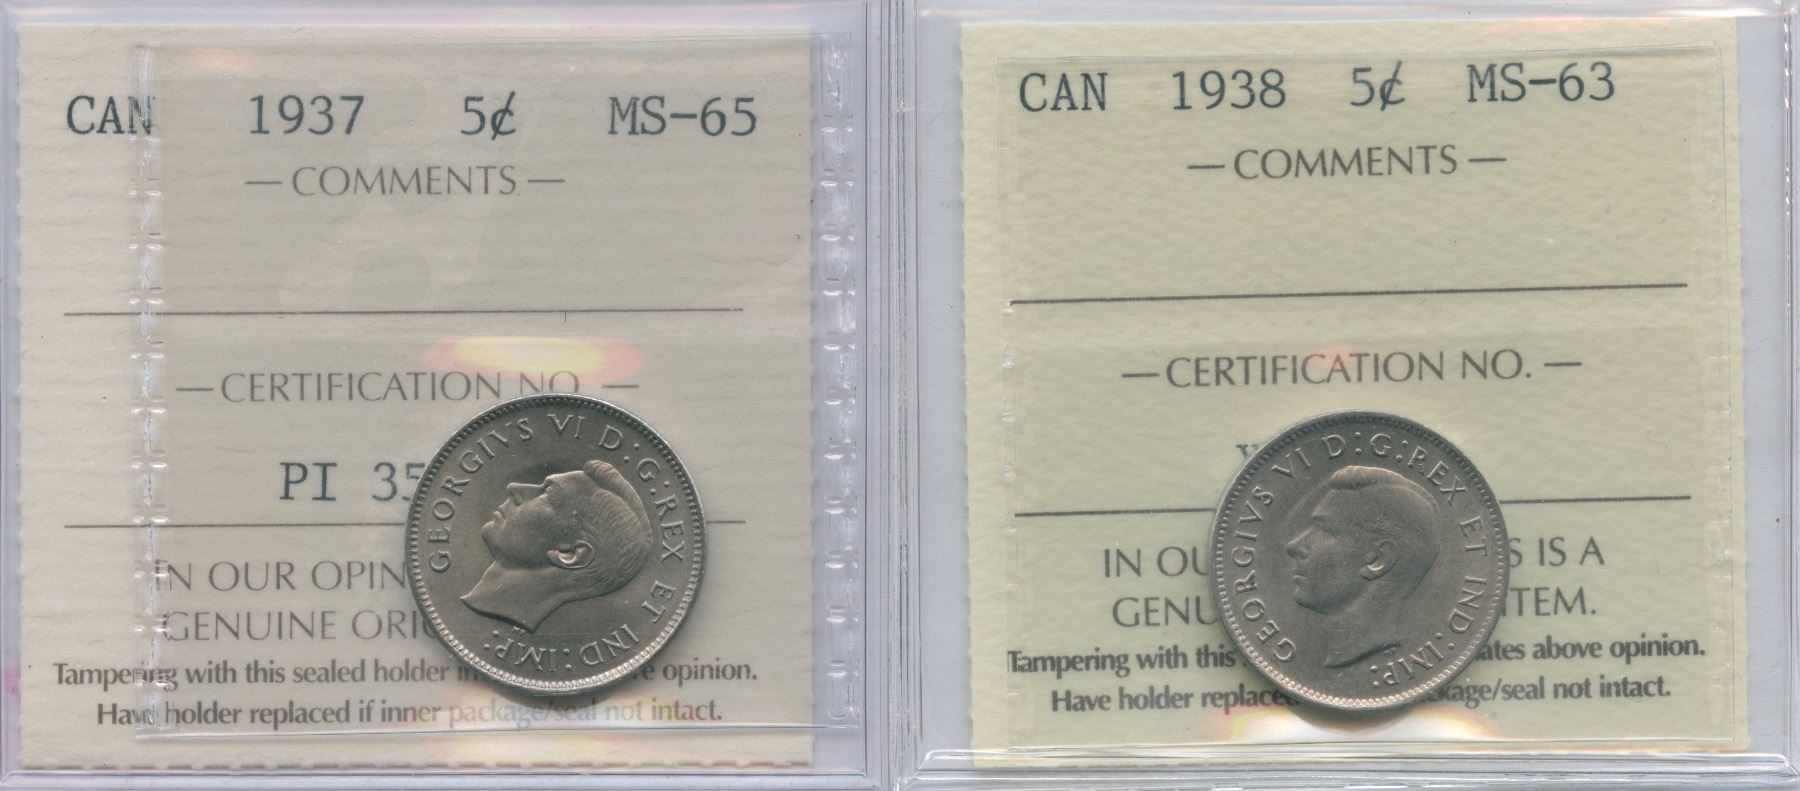 CAN 1937 5¢ MS-65
— COMMENTS —
— CERTIFICATION NO. —
PI 35
IN OUR OPIN
GENUINE ORIG
Tampering with this sealed holder in e opinion.
Have holder replaced if inner package/seal not intact.
GEORGIVS VI D:G:REX ET IND:IMP:
HP
CAN 1938 5¢ MS-63
— COMMENTS —
— CERTIFICATION NO. —
IN OU S IS A
GENU ITEM.
Tampering with this ates above opinion.
Have holder replace ckage/seal not intact.
GEORGIVS VI D:G:REX ET IND:IMP: